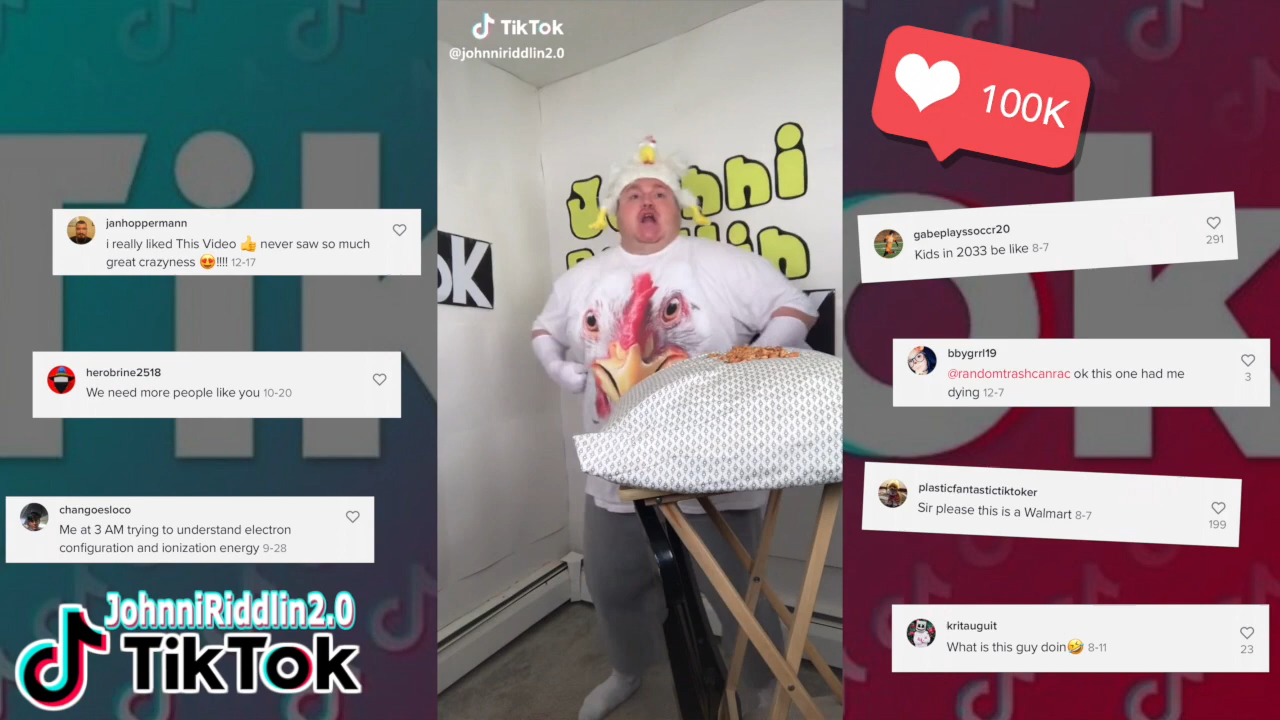 TikTok
@johnniriddlin2.0
Johnni
OK
100K
janhoppermann
i really liked This Video 👍 never saw so much
great crazyness 😍!!!! 12-17
herobrine2518
We need more people like you 10-20
changoesloco
Me at 3 AM trying to understand electron
configuration and ionization energy 9-28
JohnniRiddlin2.0
TikTok
gabeplayssoccr20
Kids in 2033 be like 8-7
291
bbygrrl19
@randomtrashcanrac ok this one had me
dying 12-7
3
plasticfantastictiktoker
Sir please this is a Walmart 8-7
199
kritauguit
What is this guy doin🤣 8-11
23
Tik
ok